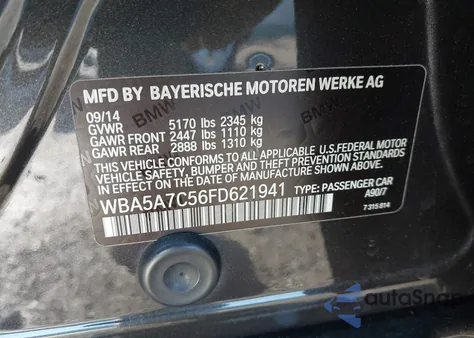 MFD BY BAYERISCHE MOTOREN WERKE AG
09/14
GVWR 5170 lbs 2345 kg
GAWR FRONT 2447 lbs 1110 kg
GAWR REAR 2888 lbs 1310 kg
THIS VEHICLE CONFORMS TO ALL APPLICABLE U.S.FEDERAL MOTOR
VEHICLE SAFETY, BUMPER, AND THEFT PREVENTION
STANDARDS IN EFFECT ON THE DATE OF MANUFACTURE SHOWN ABOVE.
WBA5A7C56FD621941 TYPE: PASSENGER CAR
A90/7
7 315 814